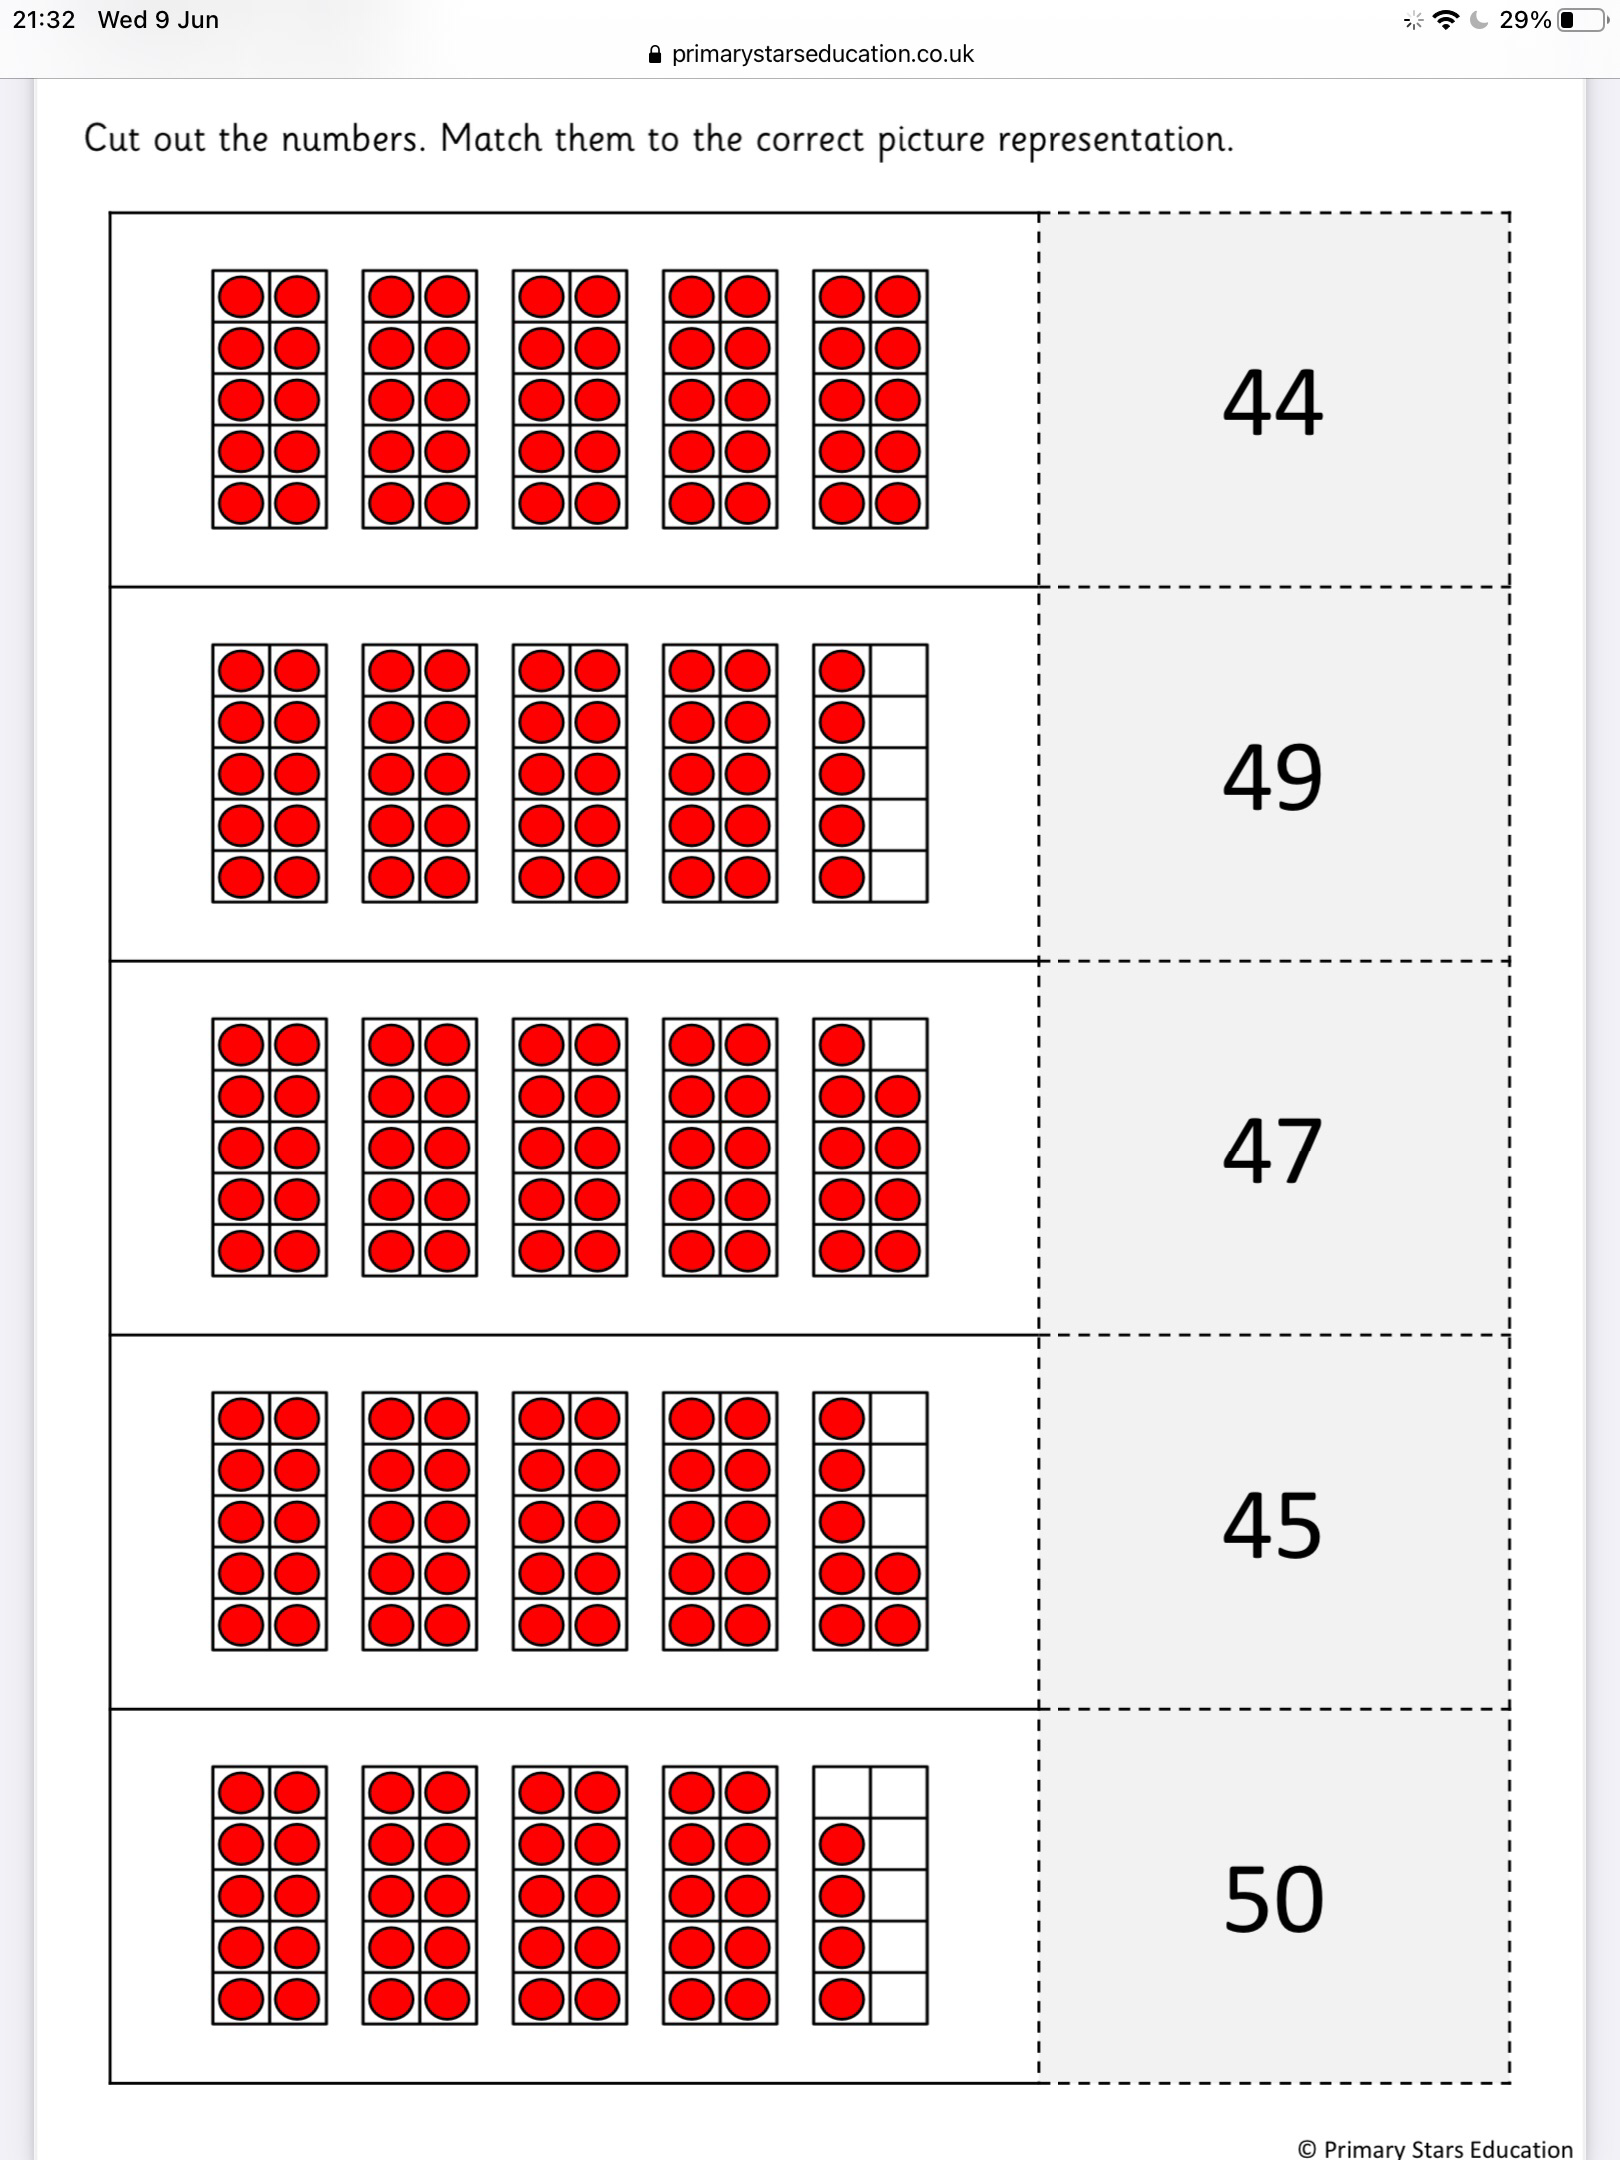 21:32 Wed 9 Jun
29%
primarystarseducation.co.uk
Cut out the numbers. Match them to the correct picture representation.
44
49
47
45
50
© Primary Stars Education